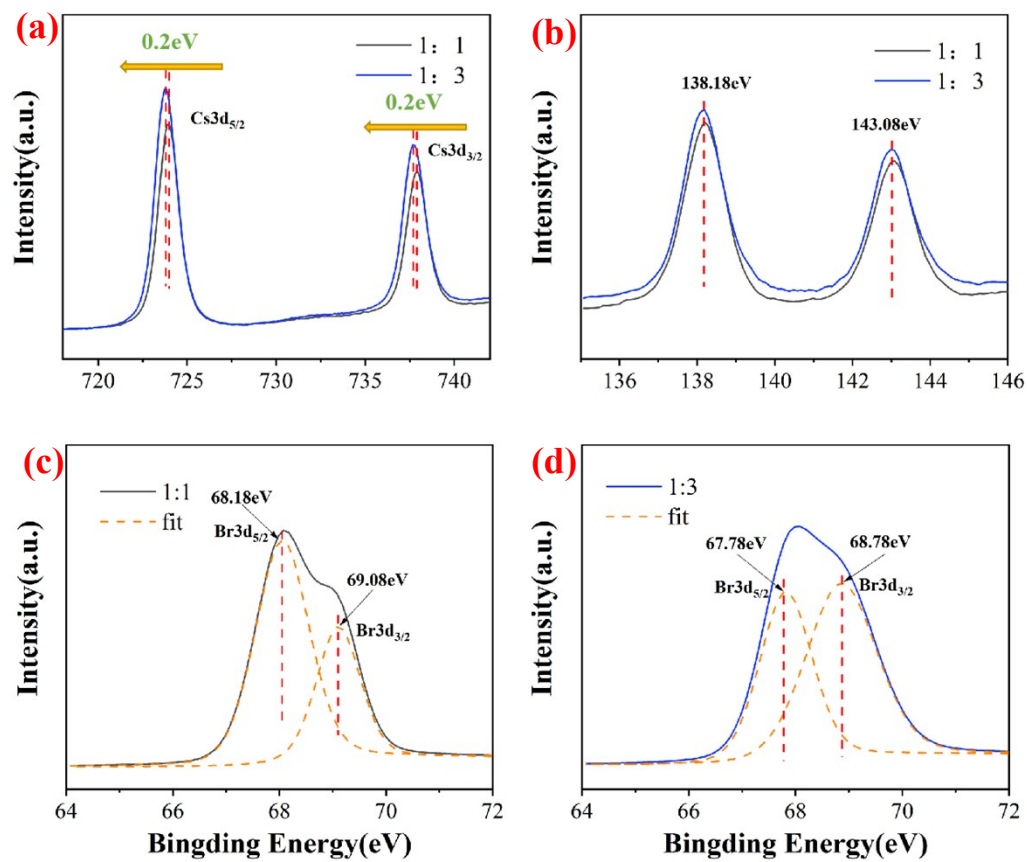 (a)
0.2eV
1： 1
1： 3
Cs3d5/2
0.2eV
Cs3d3/2
Intensity(a.u.)
720 725 730 735 740
(b)
1： 1
1： 3
138.18eV
143.08eV
Intensity(a.u.)
136 138 140 142 144 146
(c)
1:1
fit
68.18eV
Br3d5/2
69.08eV
Br3d3/2
Intensity(a.u.)
64 66 68 70 72
Bingding Energy(eV)
(d)
1:3
fit
67.78eV
68.78eV
Br3d5/2
Br3d3/2
Intensity(a.u.)
64 66 68 70 72
Bingding Energy(eV)